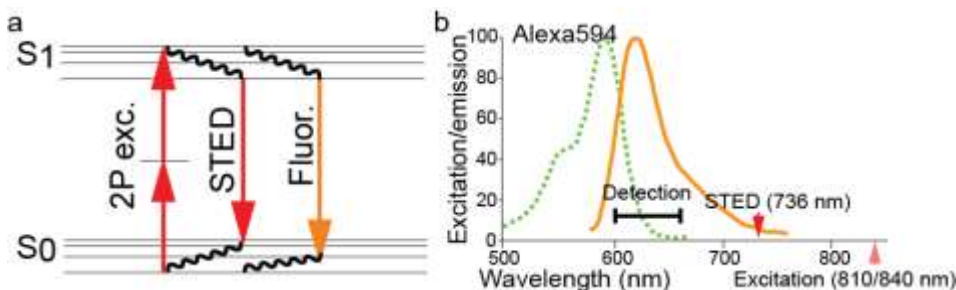 a
S1
2P exc.
STED
Fluor.
S0
b
Alexa594
Excitation/emission
100
80
60
40
20
0
Detection
STED (736 nm)
500
600
700
800
Wavelength (nm)
Excitation (810/840 nm)